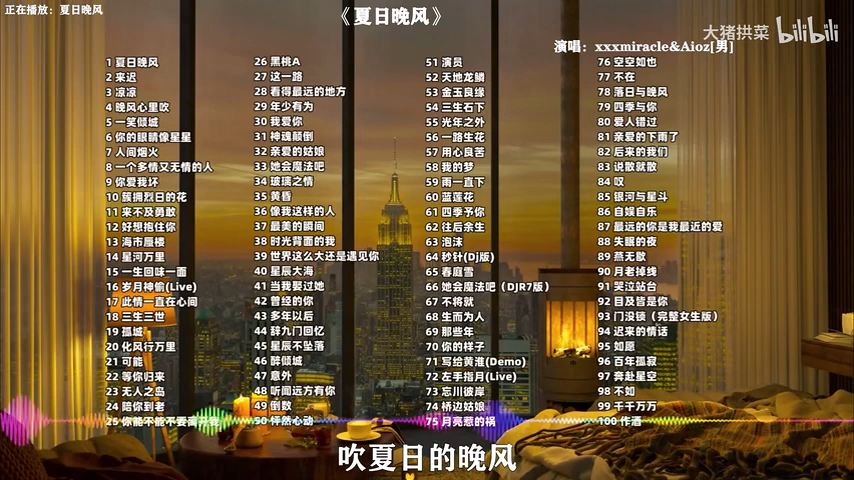 正在播放：夏日晚风
《夏日晚风》
大猪拱菜 bilibili
演唱：xxxmiracle&Aioz[男]
1 夏日晚风
2 来迟
3 凉凉
4 晚风心里吹
5 一笑倾城
6 你的眼睛像星星
7 人间烟火
8 一个多情又无情的人
9 你爱我坏
10 簇拥烈日的花
11 来不及勇敢
12 好想抱住你
13 海市蜃楼
14 星河万里
15 一生回味一面
16 岁月神偷(Live)
17 此情一直在心间
18 三生三世
19 孤城
20 化风行万里
21 可能
22 等你归来
23 无人之岛
24 陪你到老
25 你能不能不要离开我
26 黑桃A
27 这一路
28 看得最远的地方
29 年少有为
30 我爱你
31 神魂颠倒
32 亲爱的姑娘
33 她会魔法吧
34 玻璃之情
35 黄昏
36 像我这样的人
37 最美的瞬间
38 时光背面的我
39 世界这么大还是遇见你
40 星辰大海
41 当我娶过她
42 曾经的你
43 多年以后
44 辞九门回忆
45 星辰不坠落
46 醉倾城
47 意外
48 听闻远方有你
49 倒数
50 怦然心动
51 演员
52 天地龙鳞
53 金玉良缘
54 三生石下
55 光年之外
56 一路生花
57 用心良苦
58 我的梦
59 雨一直下
60 蓝莲花
61 四季予你
62 往后余生
63 泡沫
64 秒针(Dj版)
65 春庭雪
66 她会魔法吧（DJR7版）
67 不将就
68 生而为人
69 那些年
70 你的样子
71 写给黄淮(Demo)
72 左手指月(Live)
73 忘川彼岸
74 桥边姑娘
75 月亮惹的祸
76 空空如也
77 不在
78 落日与晚风
79 四季与你
80 爱人错过
81 亲爱的下雨了
82 后来的我们
83 说散就散
84 叹
85 银河与星斗
86 自娱自乐
87 最远的你是我最近的爱
88 失眠的夜
89 燕无歇
90 月老掉线
91 哭泣站台
92 目及皆是你
93 门没锁（完整女生版）
94 迟来的情话
95 如愿
96 百年孤寂
97 奔赴星空
98 不如
99 千千万万
100 作酒
吹夏日的晚风